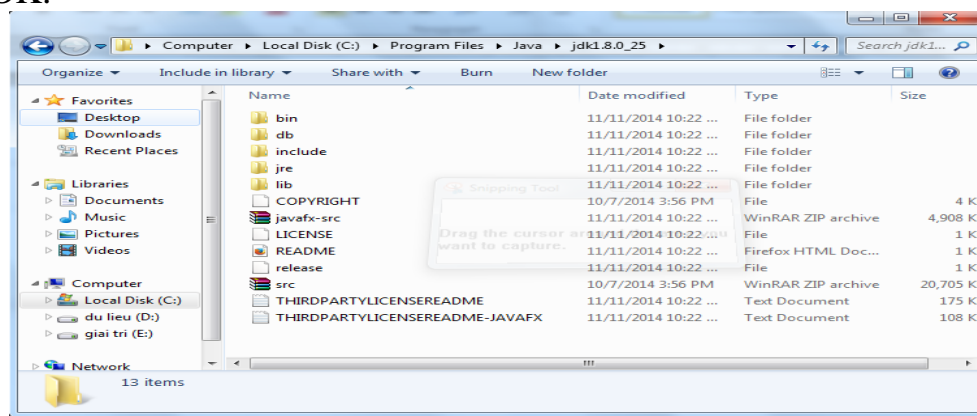 OK.
Computer ▸ Local Disk (C:) ▸ Program Files ▸ Java ▸ jdk1.8.0_25 ▸
Search jdk1...
Organize Include in library Share with Burn New folder
Favorites
Desktop
Downloads
Recent Places
Libraries
Documents
Music
Pictures
Videos
Computer
Local Disk (C:)
du lieu (D:)
giai tri (E:)
Network
Name Date modified Type Size
bin 11/11/2014 10:22 ... File folder
db 11/11/2014 10:22 ... File folder
include 11/11/2014 10:22 ... File folder
jre 11/11/2014 10:22 ... File folder
lib 11/11/2014 10:22 ... File folder
COPYRIGHT 10/7/2014 3:56 PM File 4 K
javafx-src 11/11/2014 10:22 ... WinRAR ZIP archive 4,908 K
LICENSE 11/11/2014 10:22 ... File 1 K
README 11/11/2014 10:22 ... Firefox HTML Doc... 1 K
release 11/11/2014 10:22 ... File 1 K
src 10/7/2014 3:56 PM WinRAR ZIP archive 20,705 K
THIRDPARTYLICENSEREADME 11/11/2014 10:22 ... Text Document 175 K
THIRDPARTYLICENSEREADME-JAVAFX 11/11/2014 10:22 ... Text Document 108 K
Snipping Tool
Drag the cursor
want to capture.
13 items